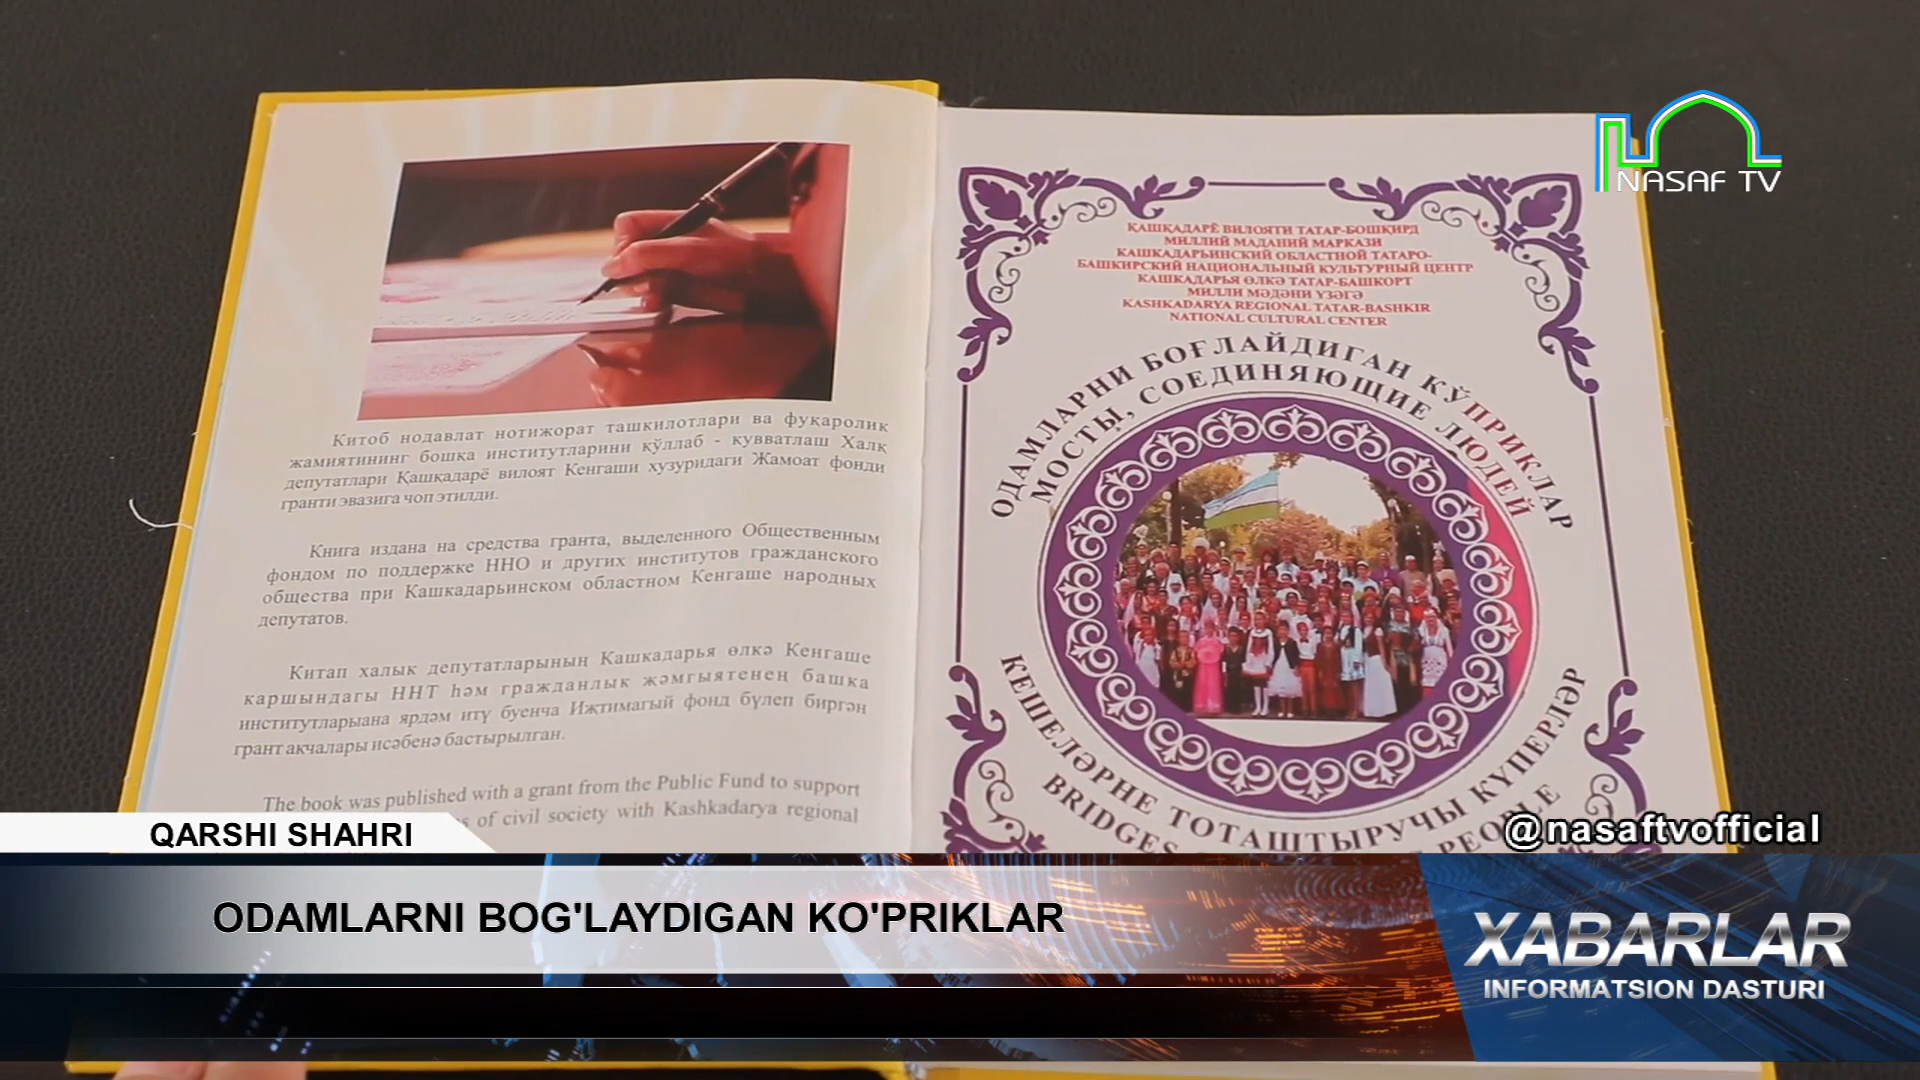 NASAF TV
Китоб нодавлат нотижорат ташкилотлари ва фуқаролик
жамиятининг бошка институтларини қўллаб - қувватлаш Халқ
депутатлари Қашқадарё вилоят Кенгаши хузуридаги Жамоат фонди
гранти эвазига чоп этилди.
Книга издана на средства гранта, выделенного Общественным
фондом по поддержке ННО и других институтов гражданского
общества при Кашкадарьинском областном Кенгаше народных
депутатов.
Китап халык депутатларының Кашкадарья өлкә Кенгаше
каршындагы ННТ һәм гражданлык җәмгыятенең башка
институтларыана ярдәм итү буенча Иҗтимагый фонд бүлеп биргән
грант акчалары исәбенә бастырылган.
The book was published with a grant from the Public Fund to support
of civil society with Kashkadarya regional
ҚАШҚАДАРЁ ВИЛОЯТИ ТАТАР-БОШҚИРД
МИЛЛИЙ МАДАНИЙ МАРКАЗИ
КАШКАДАРЬИНСКИЙ ОБЛАСТНОЙ ТАТАРО-
БАШКИРСКИЙ НАЦИОНАЛЬНЫЙ КУЛЬТУРНЫЙ ЦЕНТР
КАШКАДАРЬЯ ӨЛКӘ ТАТАР-БАШКОРТ
МИЛЛИ МӘДӘНИ ҮЗӘГӘ
KASHKADARYA REGIONAL TATAR-BASHKIR
NATIONAL CULTURAL CENTER
ОДАМЛАРНИ БОҒЛАЙДИГАН КЎПРИКЛАР
МОСТЫ, СОЕДИНЯЮЩИЕ ЛЮДЕЙ
КЕШЕЛӘРНЕ ТОТАШТЫРУЧЫ КҮПЕРЛӘР
BRIDGES PEOPLE
@nasaftvofficial
QARSHI SHAHRI
ODAMLARNI BOG'LAYDIGAN KO'PRIKLAR
XABARLAR
INFORMATSION DASTURI